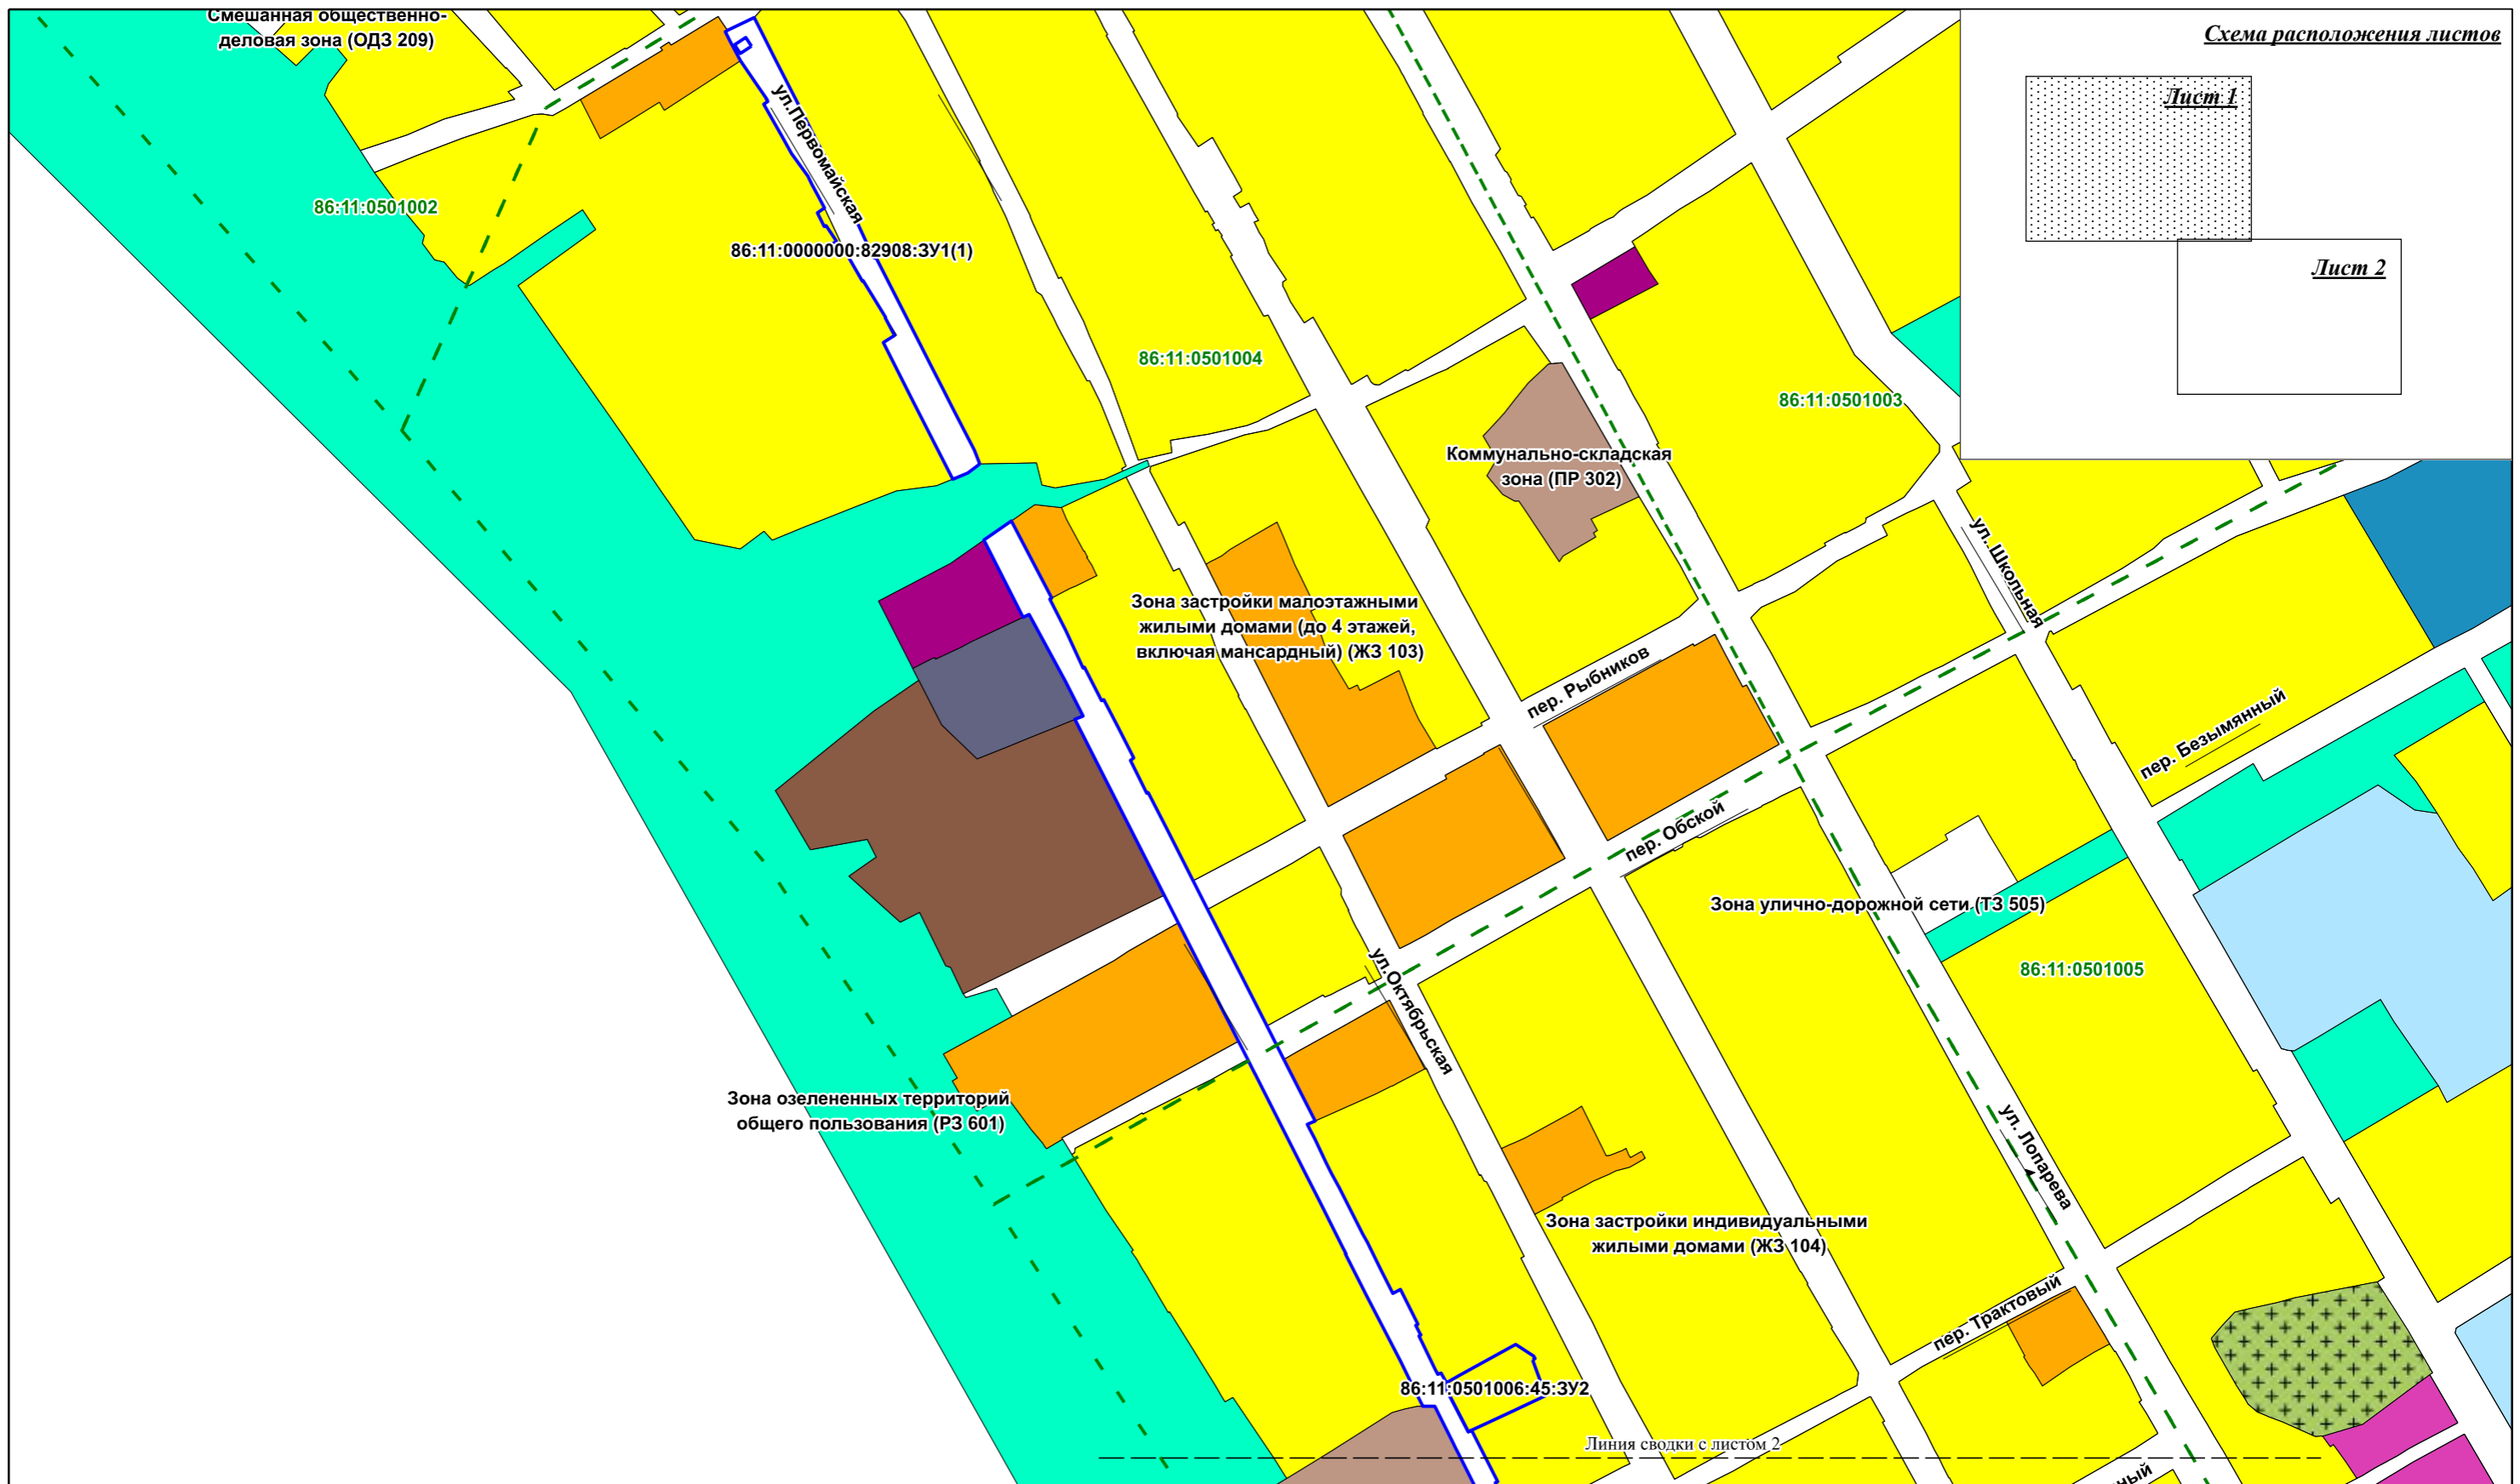 Смешанная общественно-
деловая зона (ОДЗ 209)
Схема расположения листов
Лист 1
Лист 2
ул.Первомайская
86:11:0501002
86:11:0000000:82908:ЗУ1(1)
86:11:0501004
86:11:0501003
Коммунально-складская
зона (ПР 302)
ул. Школьная
Зона застройки малоэтажными
жилыми домами (до 4 этажей,
включая мансардный) (ЖЗ 103)
пер. Рыбников
пер. Безымянный
пер. Обской
Зона улично-дорожной сети (ТЗ 505)
86:11:0501005
ул.Октябрьская
Зона озелененных территорий
общего пользования (РЗ 601)
ул. Лопарева
Зона застройки индивидуальными
жилыми домами (ЖЗ 104)
пер. Трактовый
86:11:0501006:45:ЗУ2
Линия сводки с листом 2